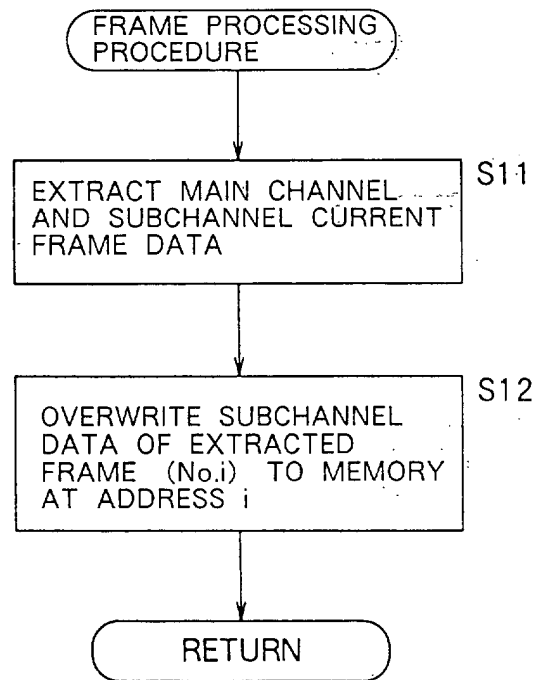 FRAME PROCESSING
PROCEDURE
S11
EXTRACT MAIN CHANNEL
AND SUBCHANNEL CURRENT
FRAME DATA
S12
OVERWRITE SUBCHANNEL
DATA OF EXTRACTED
FRAME (No.i) TO MEMORY
AT ADDRESS i
RETURN